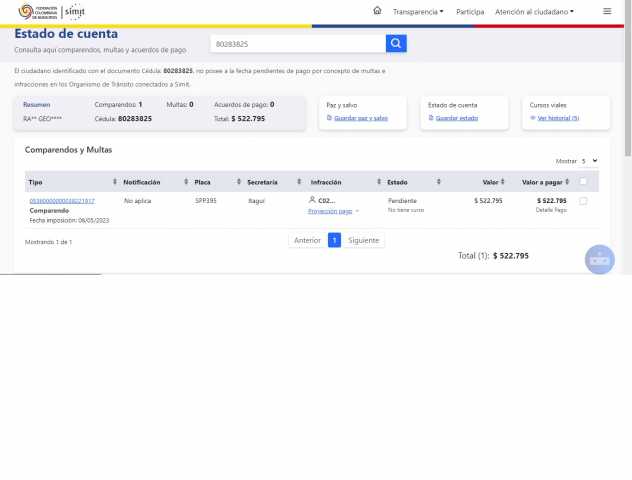 FEDERACIÓN
COLOMBIANA
DE MUNICIPIOS
simit
Transparencia
Participa
Atención al ciudadano
Estado de cuenta
Consulta aquí comparendos, multas y acuerdos de pago
80283825
El ciudadano identificado con el documento Cédula: 80283825, no posee a la fecha pendientes de pago por concepto de multas e
infracciones en los Organismo de Tránsito conectados a Simit.
Resumen
Comparendos: 1
Multas: 0
Acuerdos de pago: 0
RA** GEO****
Cédula: 80283825
Total: $ 522.795
Paz y salvo
Guardar paz y salvo
Estado de cuenta
Guardar estado
Cursos viales
Ver historial (5)
Comparendos y Multas
Mostrar 5
Tipo Notificación Placa Secretaría Infracción Estado Valor Valor a pagar
No aplica SPP395 Itagui C02... Pendiente $ 522.795 $ 522.795
Comparendo Proyección pago No tiene curso Detalle Pago
Fecha imposición: 08/05/2023
Mostrando 1 de 1
Anterior 1 Siguiente
Total (1): $ 522.795